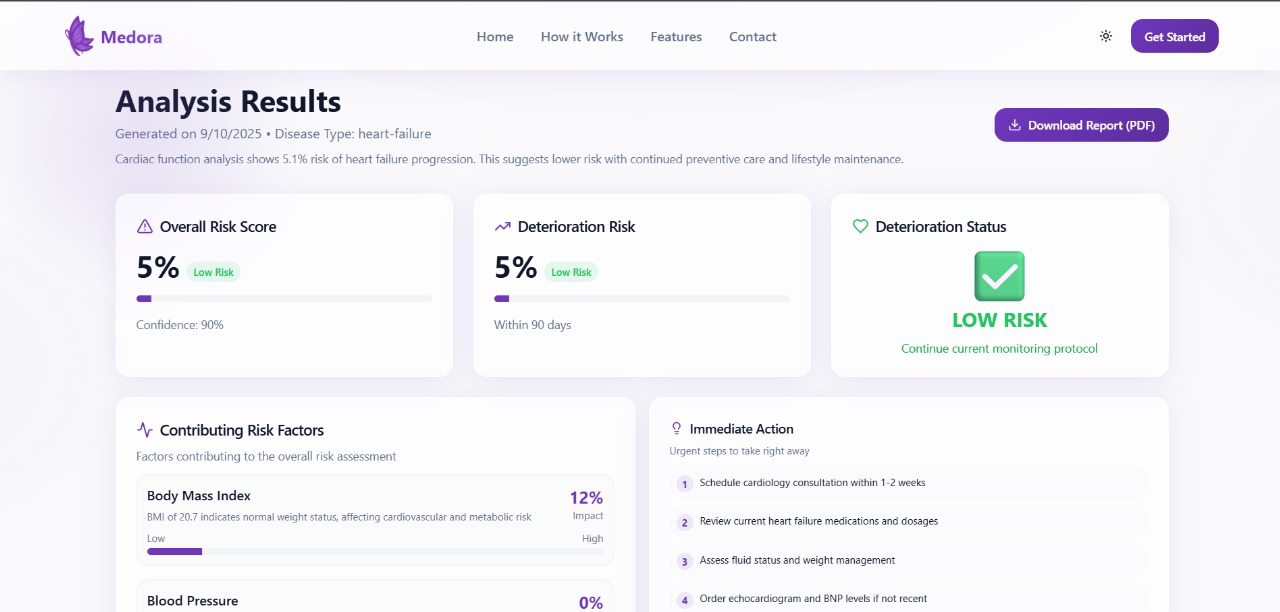 Medora
Home How it Works Features Contact
Get Started
Analysis Results
Generated on 9/10/2025 • Disease Type: heart-failure
Download Report (PDF)
Cardiac function analysis shows 5.1% risk of heart failure progression. This suggests lower risk with continued preventive care and lifestyle maintenance.
Overall Risk Score
5% Low Risk
Confidence: 90%
Deterioration Risk
5% Low Risk
Within 90 days
Deterioration Status
LOW RISK
Continue current monitoring protocol
Contributing Risk Factors
Factors contributing to the overall risk assessment
Body Mass Index
12%
BMI of 20.7 indicates normal weight status, affecting cardiovascular and metabolic risk
Impact
Low High
Blood Pressure
0%
Immediate Action
Urgent steps to take right away
1 Schedule cardiology consultation within 1-2 weeks
2 Review current heart failure medications and dosages
3 Assess fluid status and weight management
4 Order echocardiogram and BNP levels if not recent